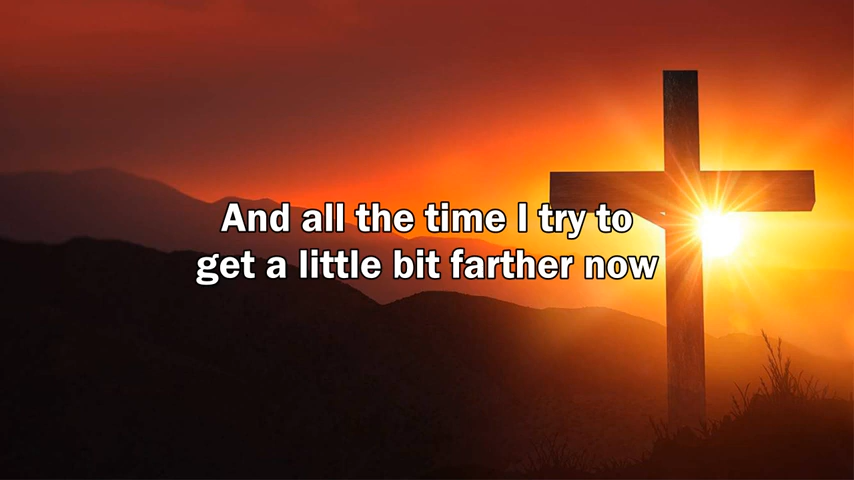 And all the time I try to
get a little bit farther now